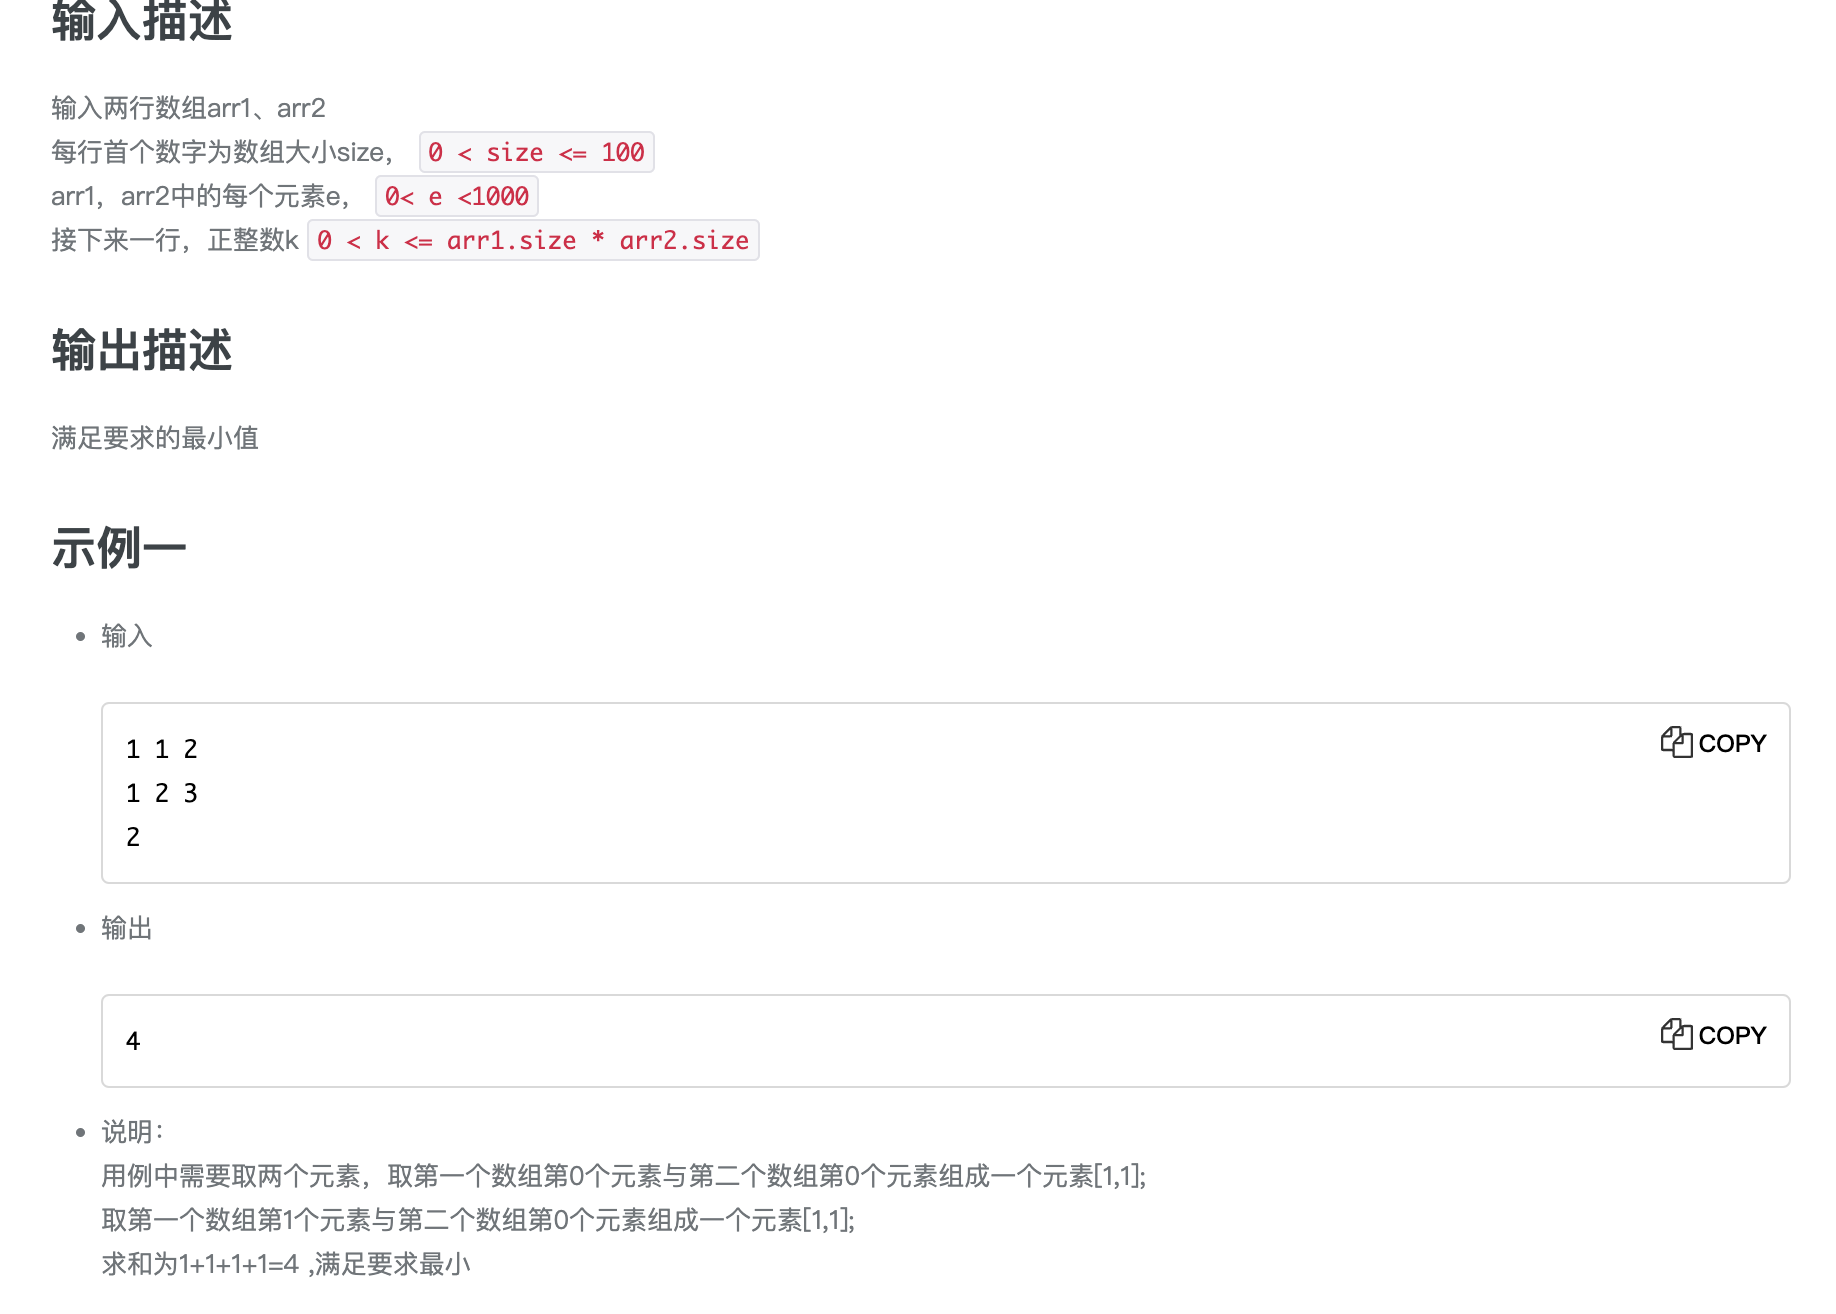 输入描述
输入两行数组arr1、arr2
每行首个数字为数组大小size， 0 < size <= 100
arr1，arr2中的每个元素e， 0< e <1000
接下来一行，正整数k 0 < k <= arr1.size * arr2.size
输出描述
满足要求的最小值
示例一
输入
1 1 2
COPY
1 2 3
2
输出
4
COPY
说明：
用例中需要取两个元素，取第一个数组第0个元素与第二个数组第0个元素组成一个元素[1,1];
取第一个数组第1个元素与第二个数组第0个元素组成一个元素[1,1];
求和为1+1+1+1=4 ,满足要求最小